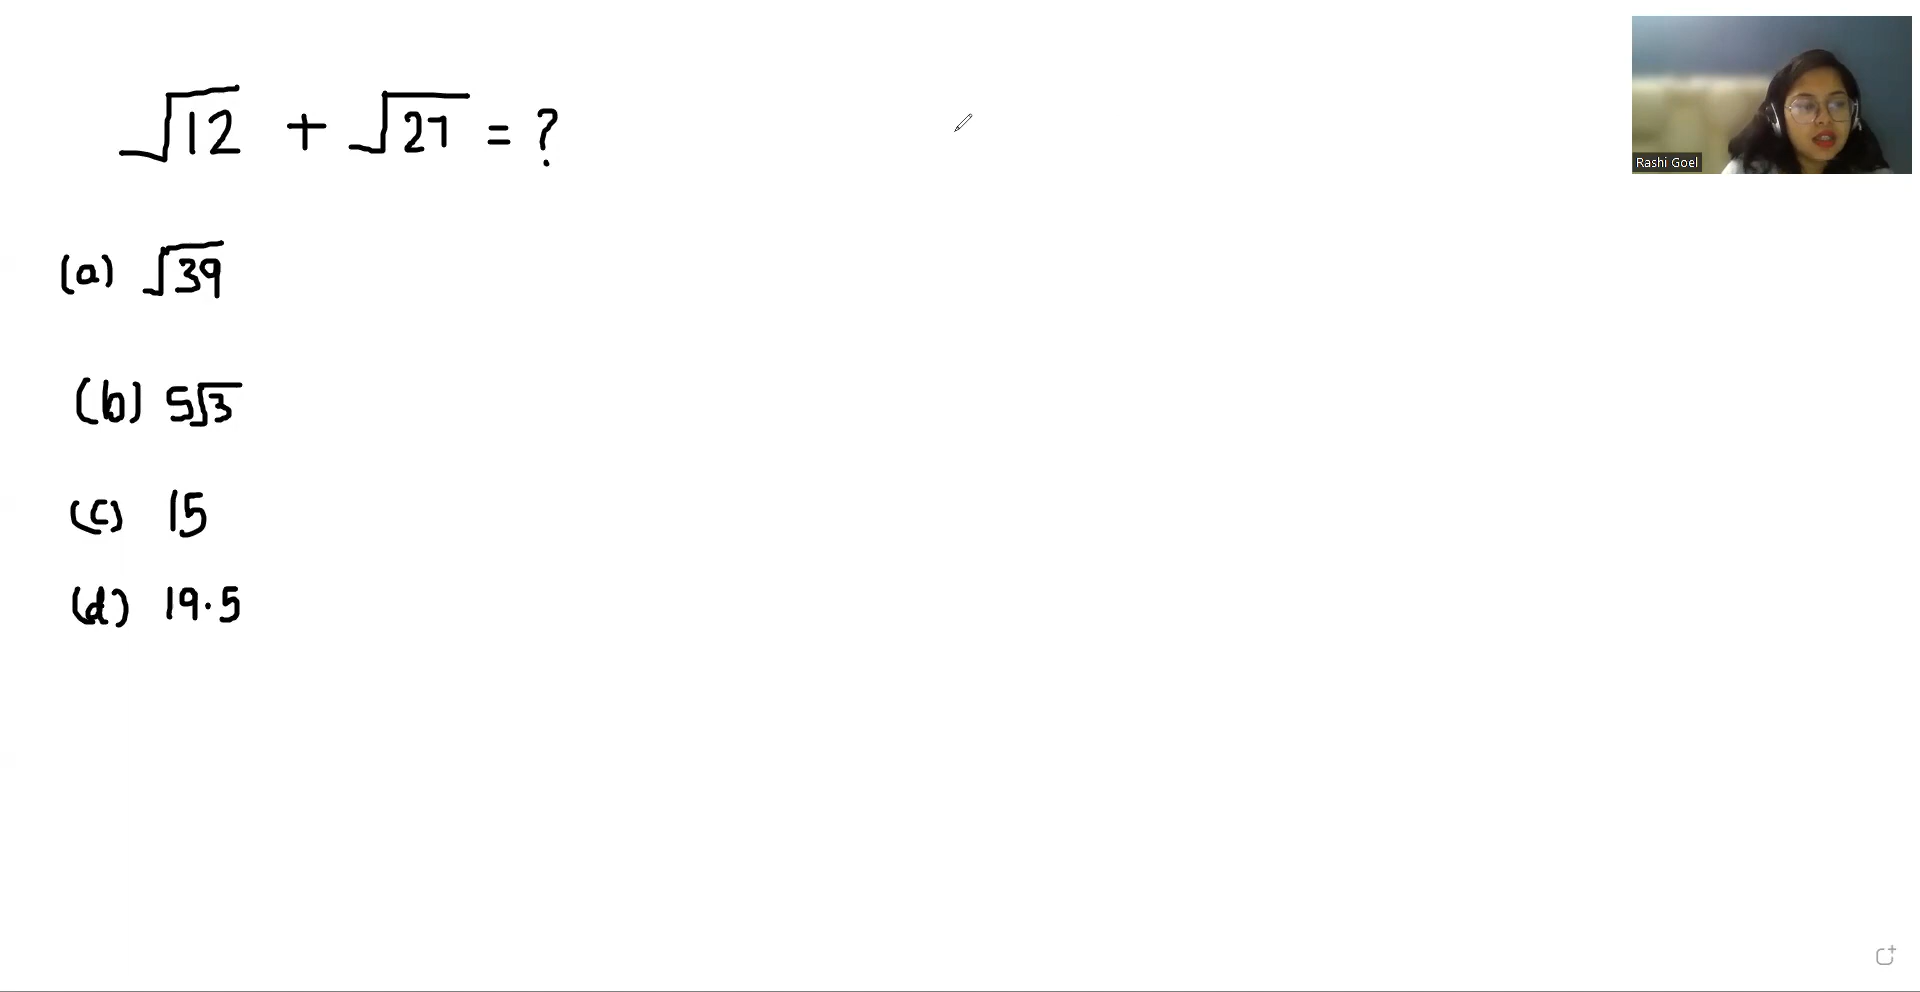 √12 + √27 = ?
(a) √39
(b) 5√3
(c) 15
(d) 19.5
Rashi Goel